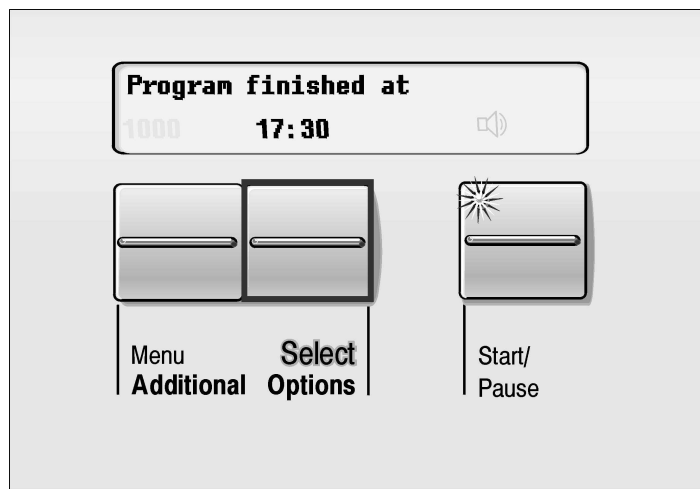 Program finished at
1000 17:30
Menu Select
Additional Options
Start/
Pause